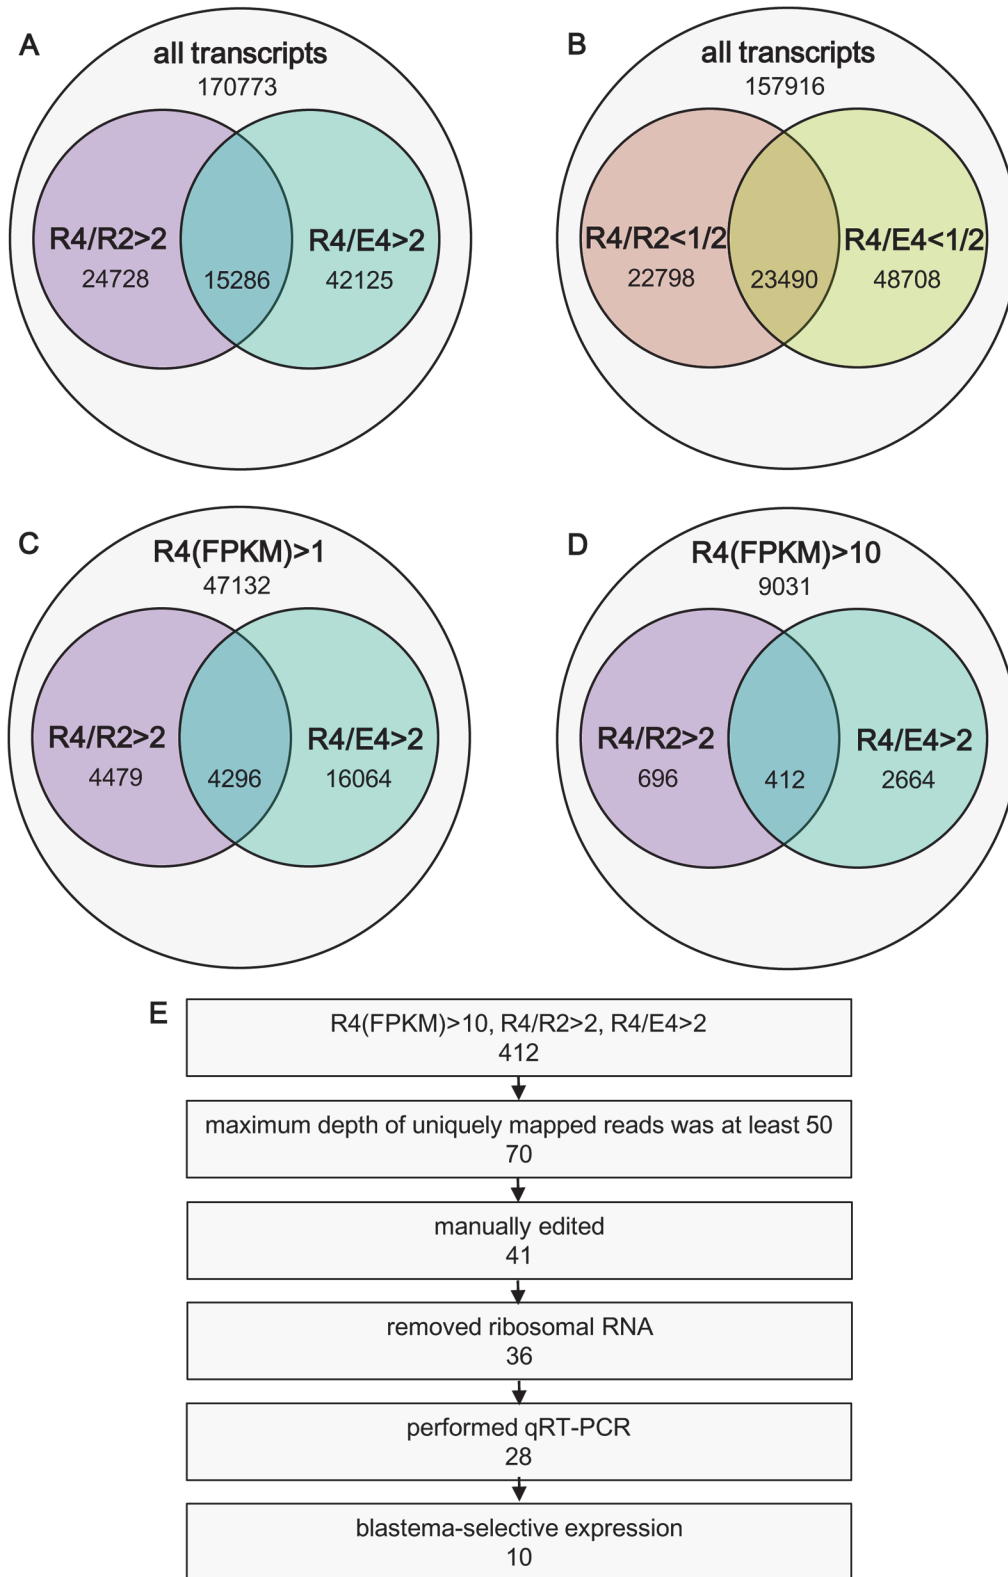 A
all transcripts
170773
R4/R2>2
24728
15286
R4/E4>2
42125
B
all transcripts
157916
R4/R2<1/2
22798
23490
R4/E4<1/2
48708
C
R4(FPKM)>1
47132
R4/R2>2
4479
4296
R4/E4>2
16064
D
R4(FPKM)>10
9031
R4/R2>2
696
412
R4/E4>2
2664
E
R4(FPKM)>10, R4/R2>2, R4/E4>2
412
maximum depth of uniquely mapped reads was at least 50
70
manually edited
41
removed ribosomal RNA
36
performed qRT-PCR
28
blastema-selective expression
10